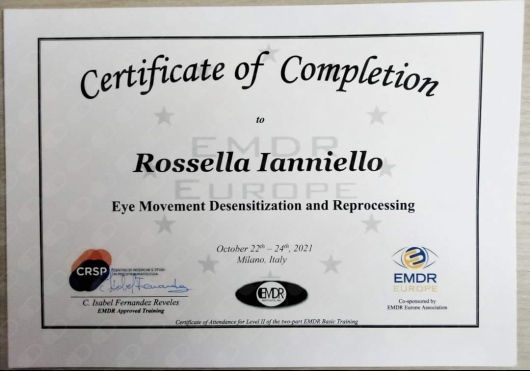 Certificate of Completion
to
EMDR
EUROPE
Rossella Ianniello
Eye Movement Desensitization and Reprocessing
October 22th – 24th, 2021
Milano, Italy
CRSP
C. Isabel Fernandez Reveles
EMDR Approved Training
EMDR
EMDR
EUROPE
Co-sponsored by
EMDR Europe Association
Certificate of Attendance for Level II of the two-part EMDR Basic Training